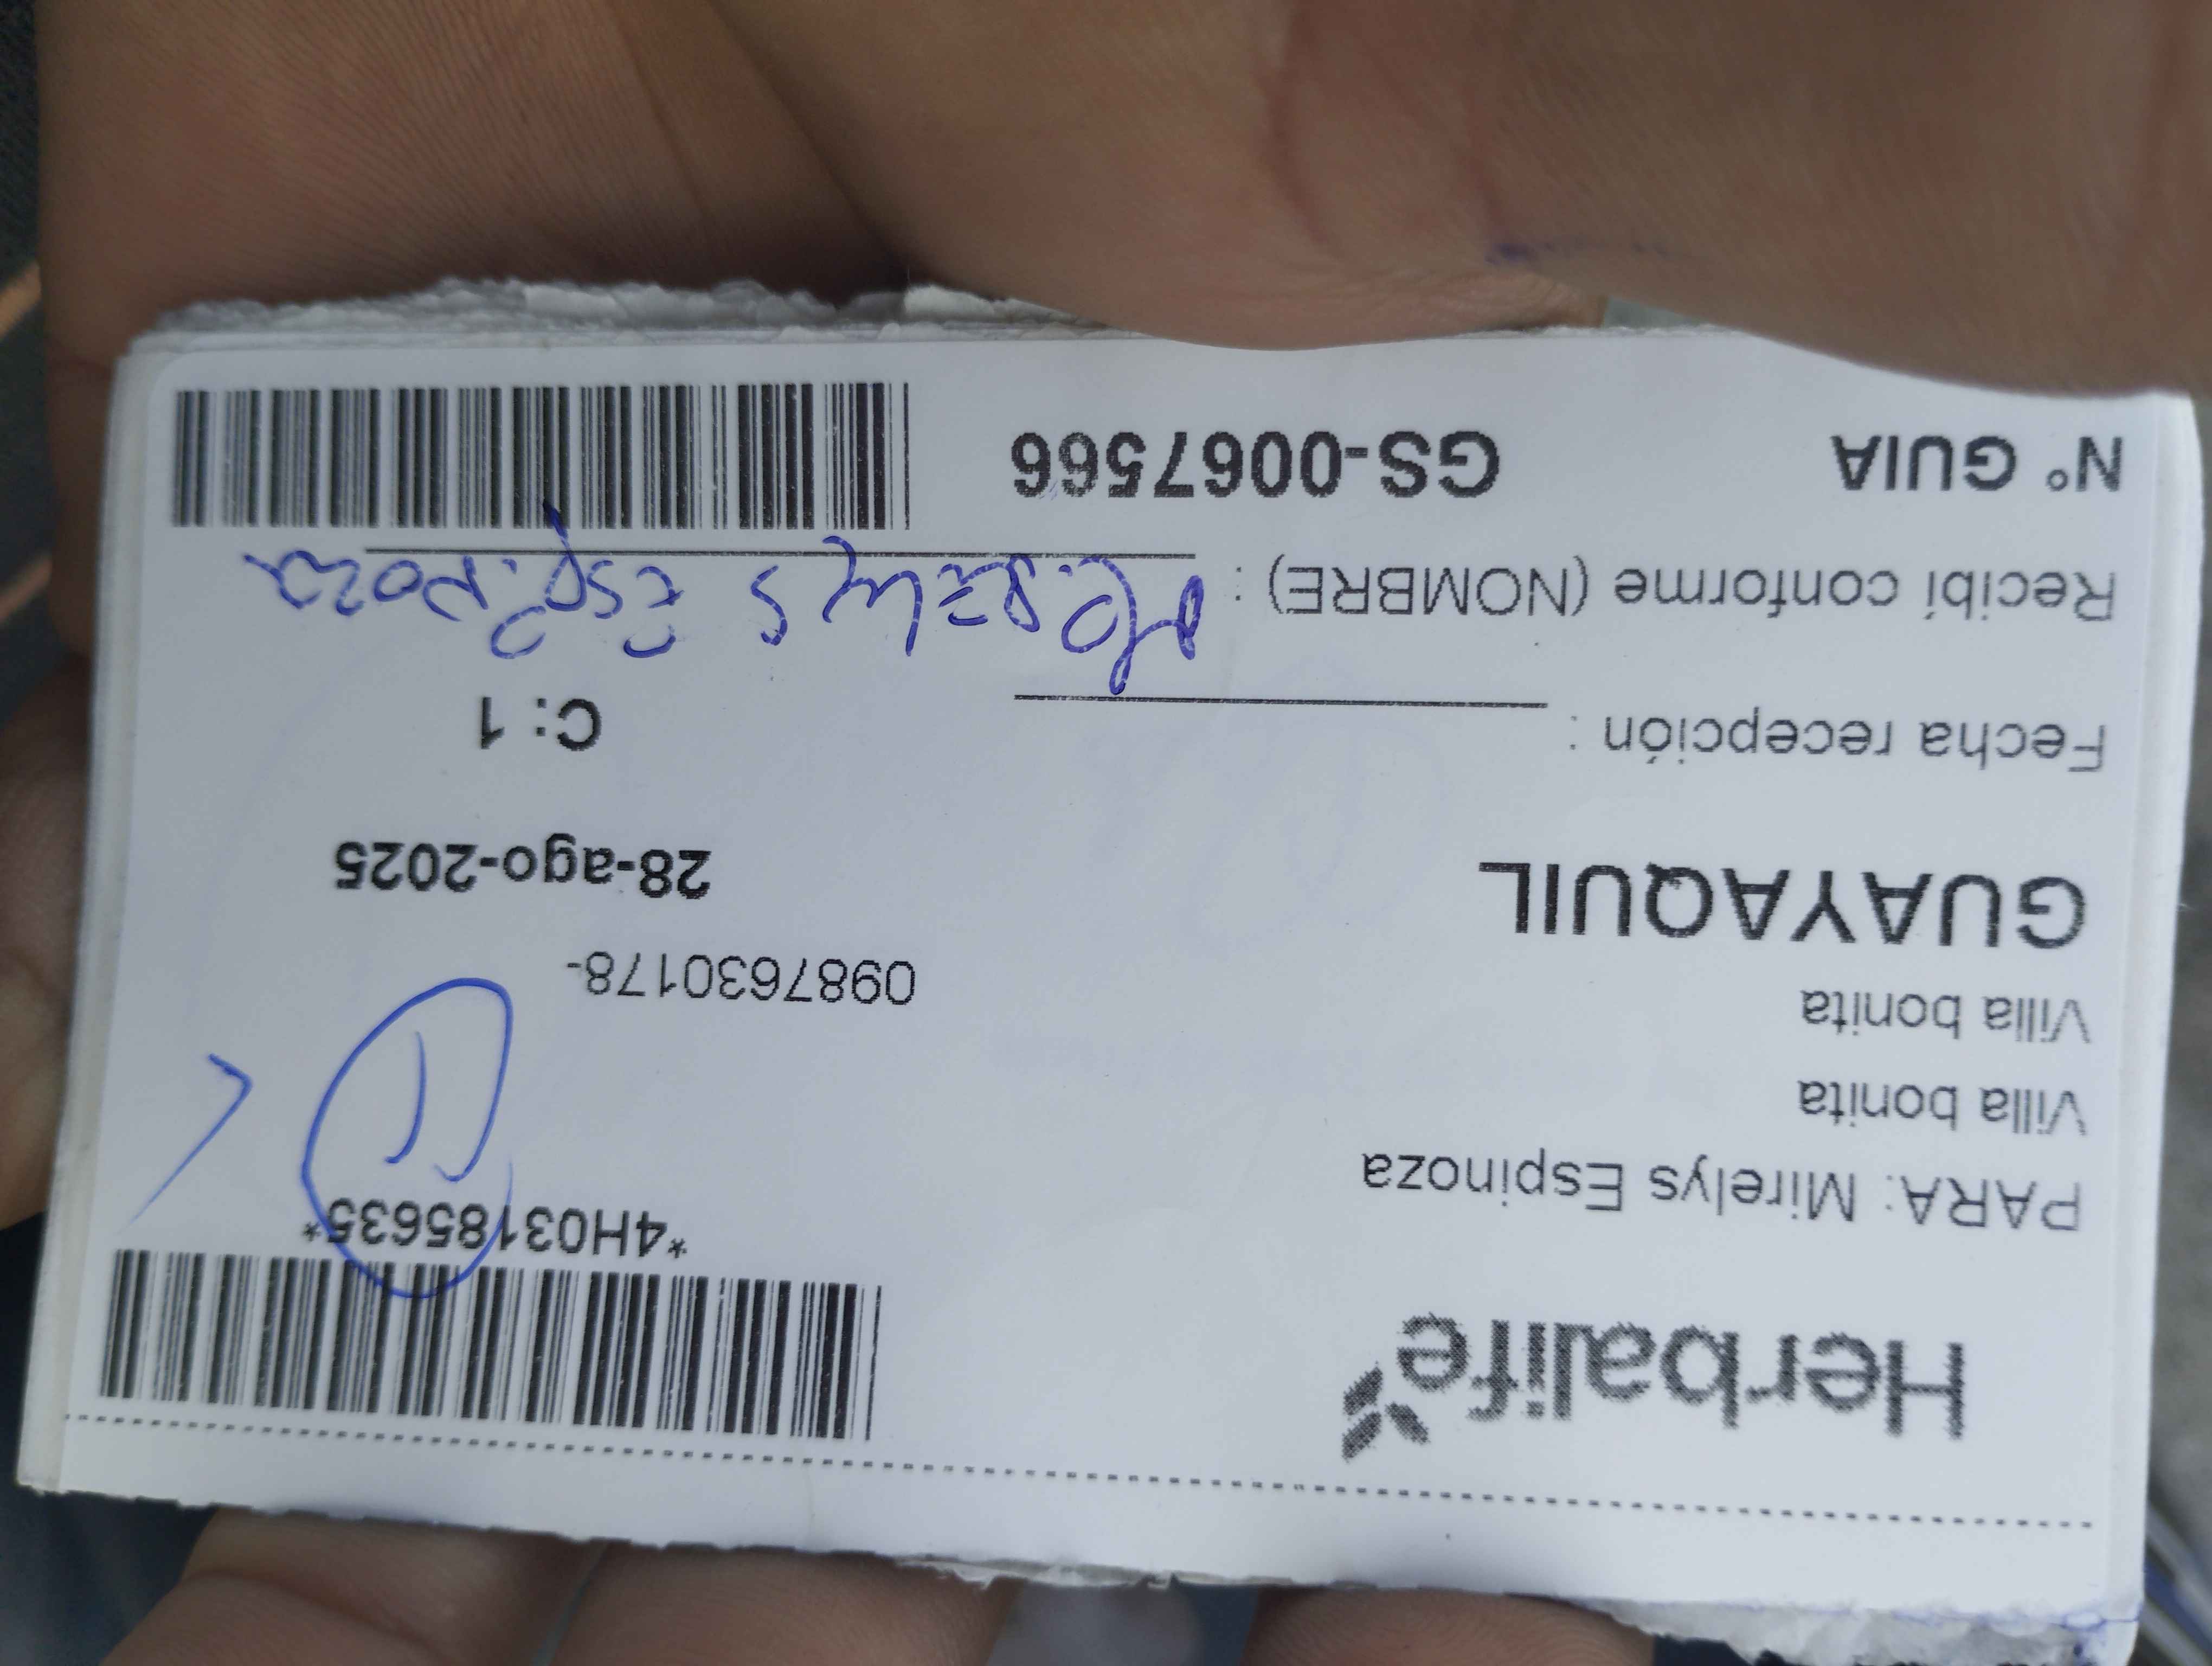 Herbalife
*4H03185635*
PARA: Mirelys Espinoza
Villa bonita
Villa bonita
0987630178-
GUAYAQUIL
28-ago-2025
Fecha recepción :
C: 1
Recibí conforme (NOMBRE) : Mirelys Espinoza
N° GUIA GS-0067566